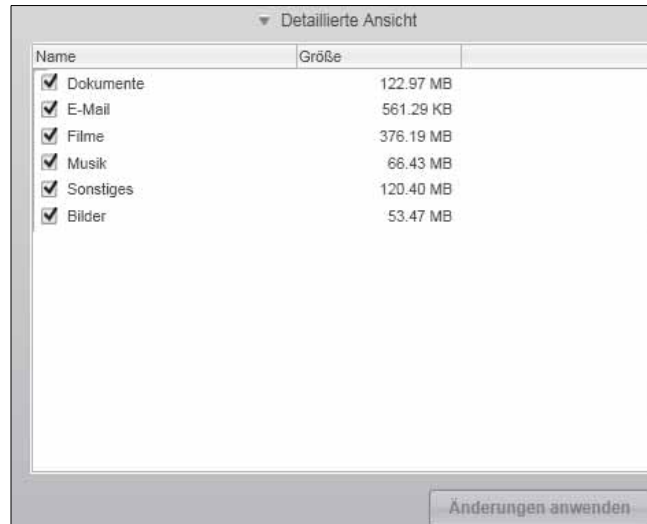 Detaillierte Ansicht
Name Größe
Dokumente 122.97 MB
E-Mail 561.29 KB
Filme 376.19 MB
Musik 66.43 MB
Sonstiges 120.40 MB
Bilder 53.47 MB
Änderungen anwenden